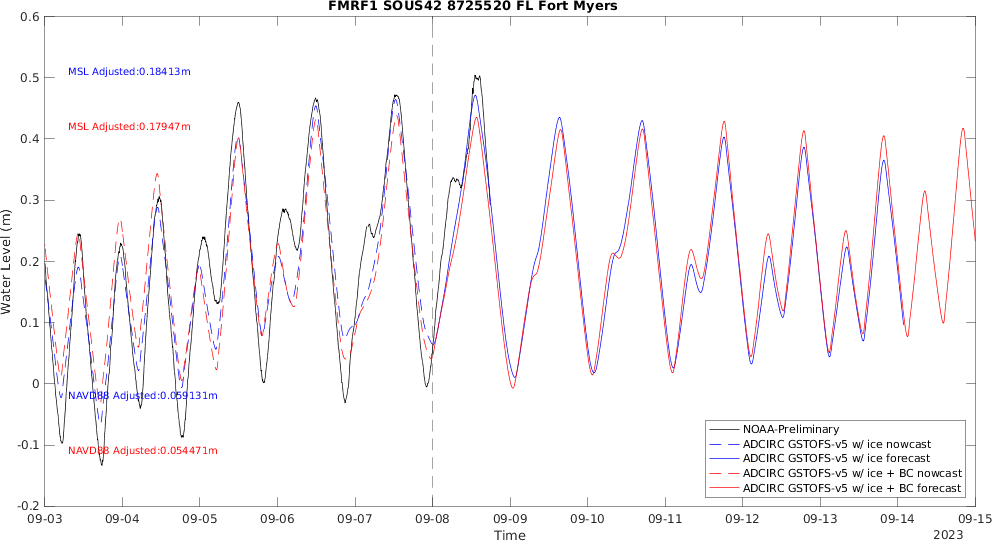 FMRF1 SOUS42 8725520 FL Fort Myers
0.6
0.5
0.4
0.3
0.2
0.1
0
-0.1
-0.2
Water Level (m)
MSL Adjusted:0.18413m
MSL Adjusted:0.17947m
NAVD88 Adjusted:0.059131m
NAVD88 Adjusted:0.054471m
NOAA-Preliminary
ADCIRC GSTOFS-v5 w/ ice nowcast
ADCIRC GSTOFS-v5 w/ ice forecast
ADCIRC GSTOFS-v5 w/ ice + BC nowcast
ADCIRC GSTOFS-v5 w/ ice + BC forecast
09-03 09-04 09-05 09-06 09-07 09-08 09-09 09-10 09-11 09-12 09-13 09-14 09-15
Time
2023